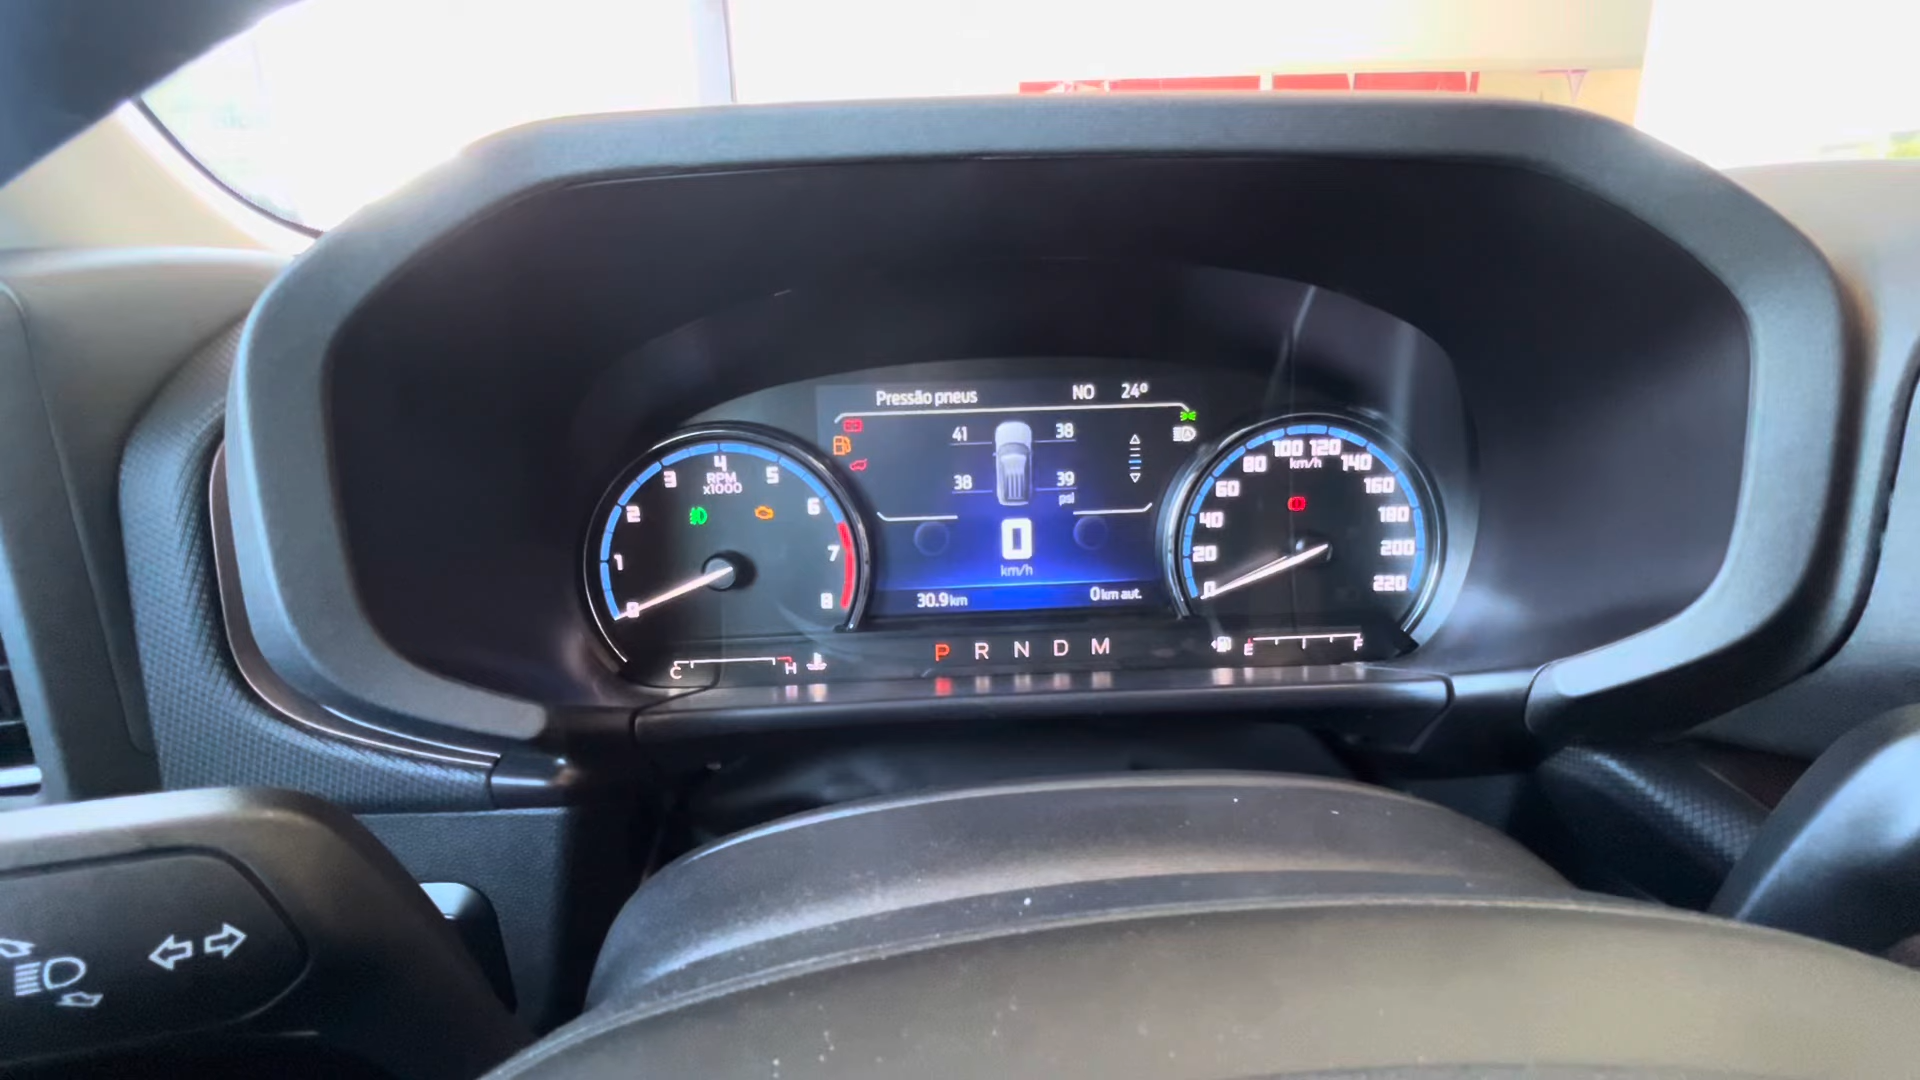 Pressão pneus NO 24º
41 38
38 39
psi
0
km/h
30.9 km 0 km aut.
P R N D M
0 1 2 3 4 5 6 7 8
RPM
x1000
C H
0 20 40 60 80 100 120 140 160 180 200 220
km/h
E F